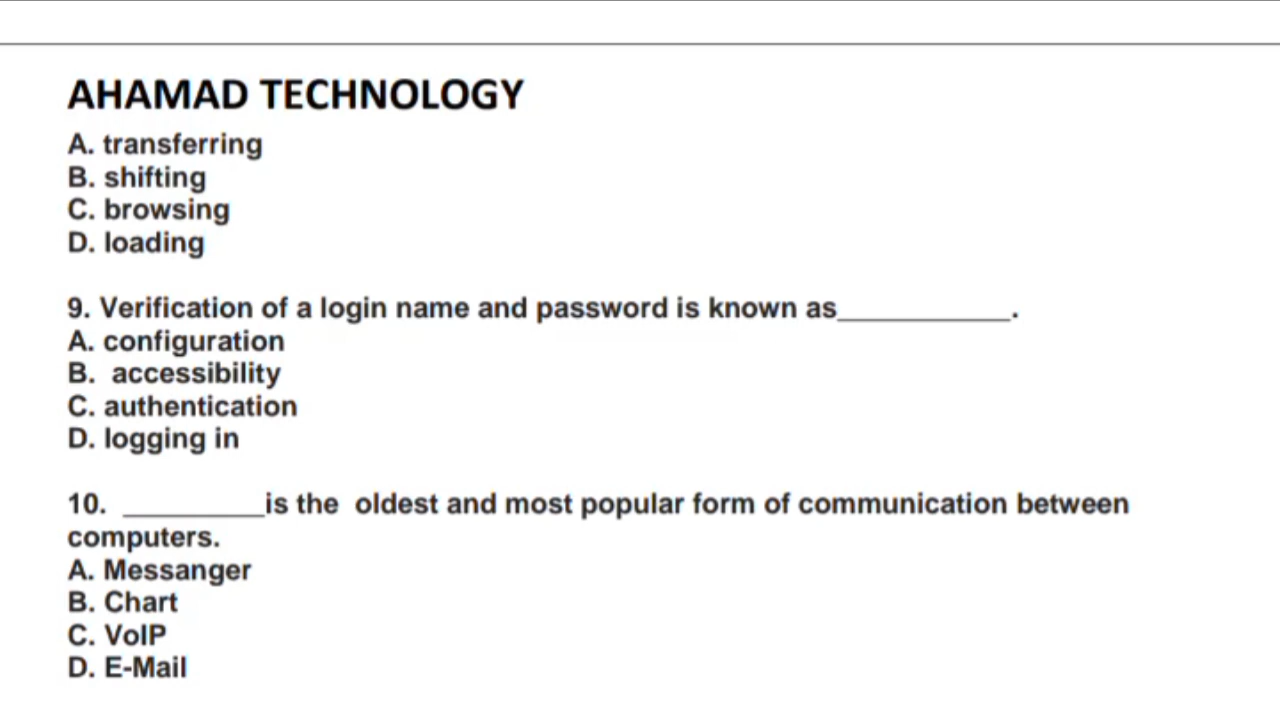 AHAMAD TECHNOLOGY
A. transferring
B. shifting
C. browsing
D. loading
9. Verification of a login name and password is known as___________.
A. configuration
B.  accessibility
C. authentication
D. logging in
10.  _________is the  oldest and most popular form of communication between
computers.
A. Messanger
B. Chart
C. VoIP
D. E-Mail